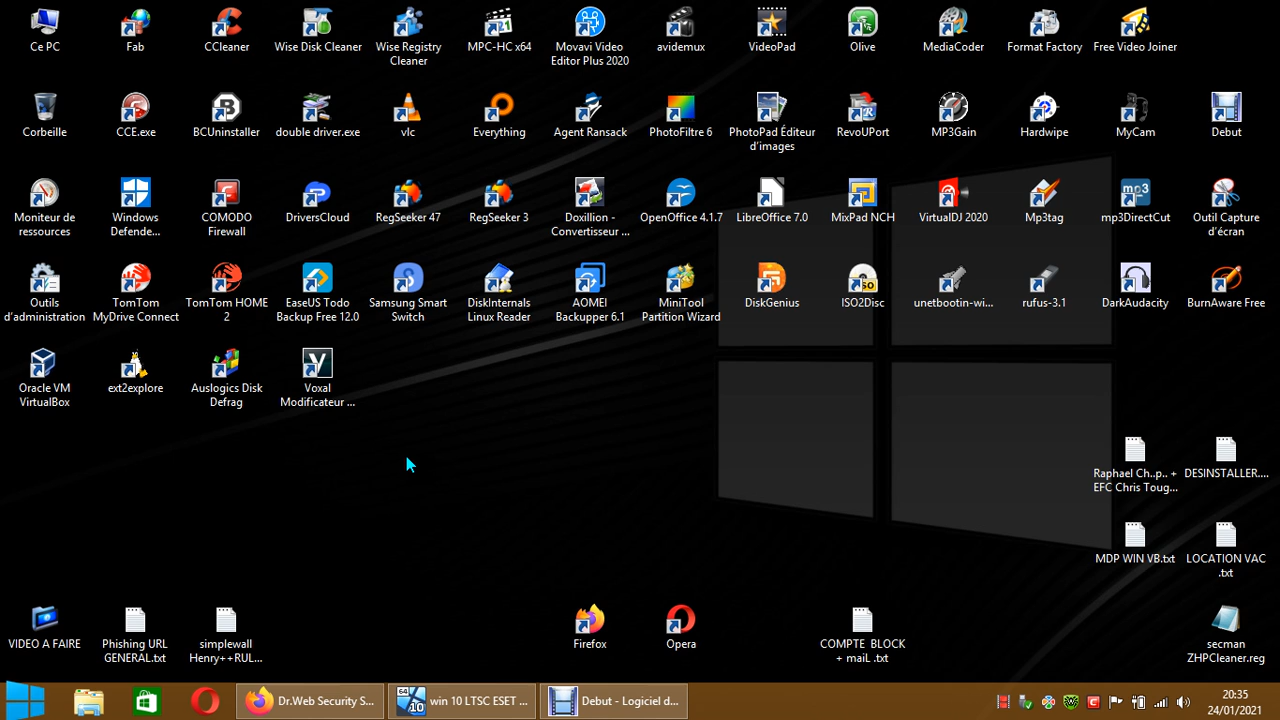 Ce PC
Fab
CCleaner
Wise Disk Cleaner
Wise Registry
Cleaner
MPC-HC x64
Movavi Video
Editor Plus 2020
avidemux
VideoPad
Olive
MediaCoder
Format Factory
Free Video Joiner
Corbeille
CCE.exe
BCUninstaller
double driver.exe
vlc
Everything
Agent Ransack
PhotoFiltre 6
PhotoPad Éditeur
d'images
RevoUPort
MP3Gain
Hardwipe
MyCam
Debut
Moniteur de
ressources
Windows
Defende...
COMODO
Firewall
DriversCloud
RegSeeker 47
RegSeeker 3
Doxillion -
Convertisseur ...
OpenOffice 4.1.7
LibreOffice 7.0
MixPad NCH
VirtualDJ 2020
Mp3tag
mp3DirectCut
Outil Capture
d'écran
Outils
d'administration
TomTom
MyDrive Connect
TomTom HOME
2
EaseUS Todo
Backup Free 12.0
Samsung Smart
Switch
DiskInternals
Linux Reader
AOMEI
Backupper 6.1
MiniTool
Partition Wizard
DiskGenius
ISO2Disc
unetbootin-wi...
rufus-3.1
DarkAudacity
BurnAware Free
Oracle VM
VirtualBox
ext2explore
Auslogics Disk
Defrag
Voxal
Modificateur ...
Raphael Ch..p.. +
EFC Chris Toug...
DESINSTALLER....
MDP WIN VB.txt
LOCATION VAC
.txt
VIDEO A FAIRE
Phishing URL
GENERAL.txt
simplewall
Henry++RUL...
Firefox
Opera
COMPTE BLOCK
+ maiL .txt
secman
ZHPCleaner.reg
Dr.Web Security S...
win 10 LTSC ESET ...
Debut - Logiciel d...
20:35
24/01/2021